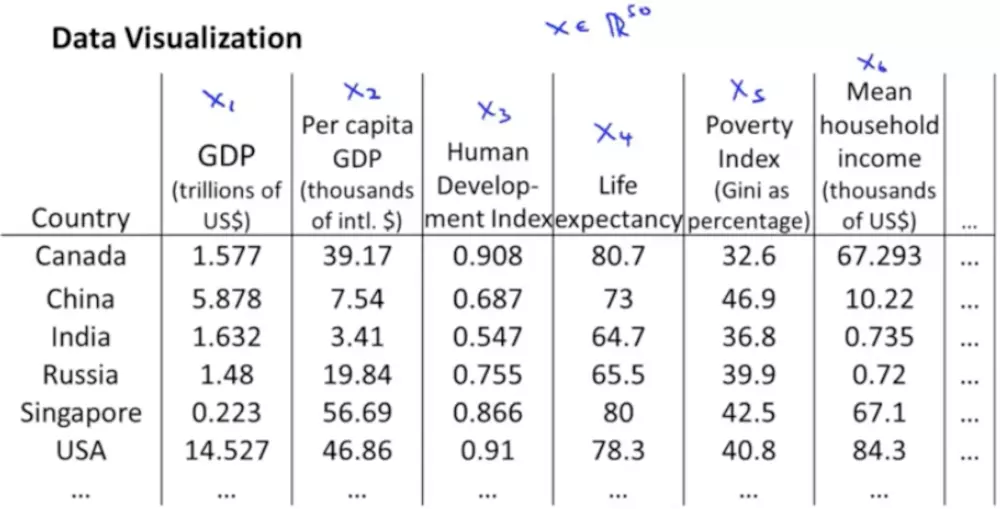 Data Visualization x ∈ ℝ⁵⁰
x₁ x₂ x₃ x₄ x₅ x₆
Country
GDP
(trillions of
US$)
Per capita
GDP
(thousands
of intl. $)
Human
Develop-
ment Index
Life
expectancy
Poverty
Index
(Gini as
percentage)
Mean
household
income
(thousands
of US$)
...
Canada 1.577 39.17 0.908 80.7 32.6 67.293 ...
China 5.878 7.54 0.687 73 46.9 10.22 ...
India 1.632 3.41 0.547 64.7 36.8 0.735 ...
Russia 1.48 19.84 0.755 65.5 39.9 0.72 ...
Singapore 0.223 56.69 0.866 80 42.5 67.1 ...
USA 14.527 46.86 0.91 78.3 40.8 84.3 ...
... ... ... ... ... ... ...